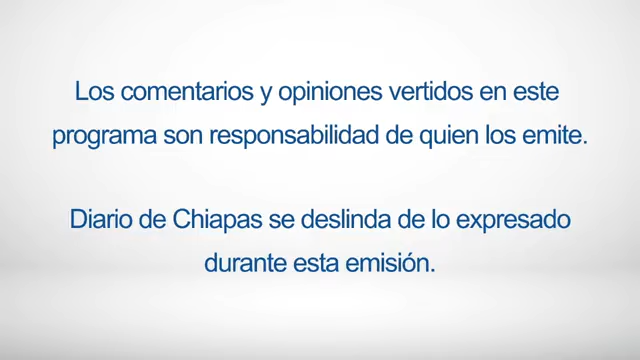 Los comentarios y opiniones vertidos en este
programa son responsabilidad de quien los emite.
Diario de Chiapas se deslinda de lo expresado
durante esta emisión.